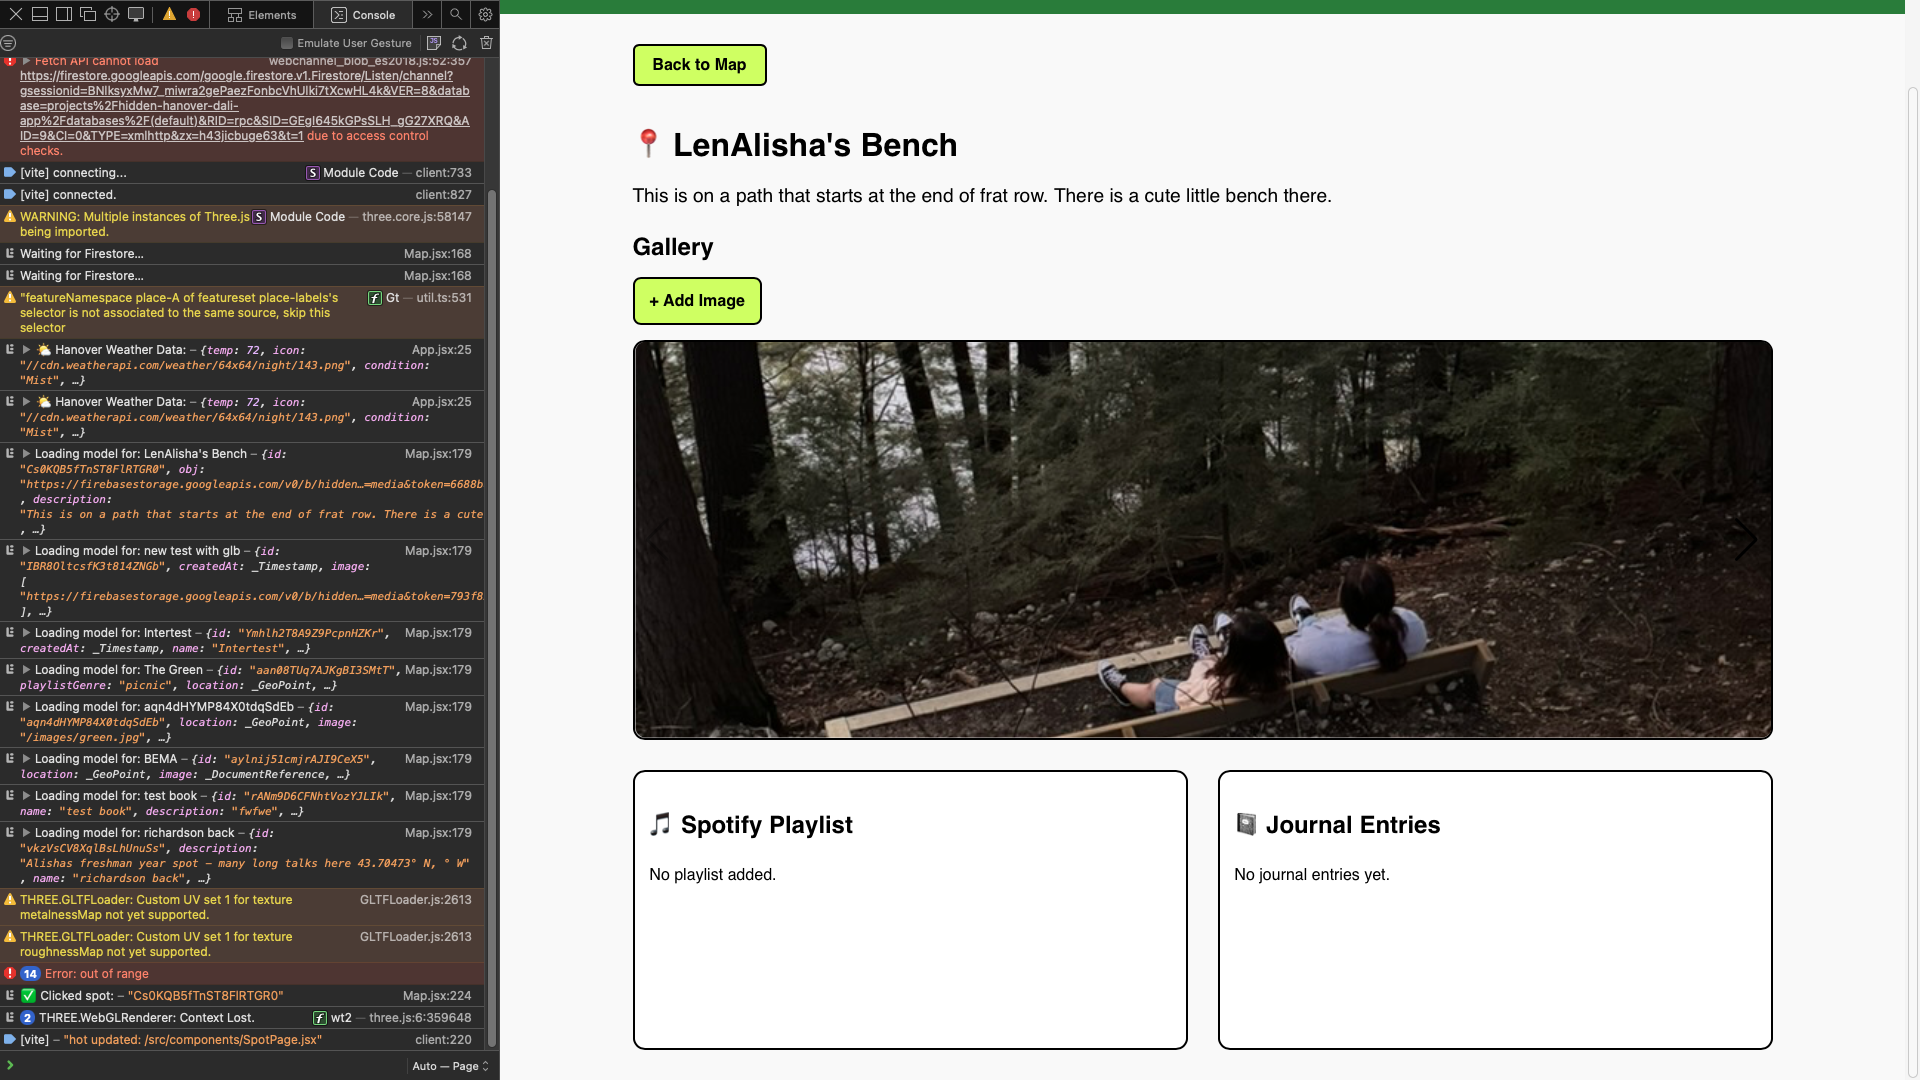 Elements
Console
Emulate User Gesture
Fetch API cannot load webchannel_blob_es2018.js:52:357
https://firestore.googleapis.com/google.firestore.v1.Firestore/Listen/channel?
gsessionid=BNlksyxMw7_miwra2gePaezFonbcVhUlki7tXcwHL4k&VER=8&datab
ase=projects%2Fhidden-hanover-dali-
app%2Fdatabases%2F(default)&RID=rpc&SID=GEgl645kGPsSLH_gG27XRQ&A
ID=9&CI=0&TYPE=xmlhttp&zx=h43jicbuge63&t=1 due to access control
checks.
[vite] connecting... S Module Code — client:733
[vite] connected. client:827
WARNING: Multiple instances of Three.js S Module Code — three.core.js:58147
being imported.
Waiting for Firestore... Map.jsx:168
Waiting for Firestore... Map.jsx:168
"featureNamespace place-A of featureset place-labels's f Gt — util.ts:531
selector is not associated to the same source, skip this
selector
Hanover Weather Data: – {temp: 72, icon: App.jsx:25
"//cdn.weatherapi.com/weather/64x64/night/143.png", condition:
"Mist", …}
Hanover Weather Data: – {temp: 72, icon: App.jsx:25
"//cdn.weatherapi.com/weather/64x64/night/143.png", condition:
"Mist", …}
Loading model for: LenAlisha's Bench – {id: Map.jsx:179
"Cs0KQB5fTnST8FlRTGR0", obj:
"https://firebasestorage.googleapis.com/v0/b/hidden…=media&token=6688b
, description:
"This is on a path that starts at the end of frat row. There is a cute
, …}
Loading model for: new test with glb – {id: Map.jsx:179
"IBR8OltcsfK3t814ZNGb", createdAt: _Timestamp, image:
[
"https://firebasestorage.googleapis.com/v0/b/hidden…=media&token=793f8
], …}
Loading model for: Intertest – {id: "Ymhlh2T8A9Z9PcpnHZKr", Map.jsx:179
createdAt: _Timestamp, name: "Intertest", …}
Loading model for: The Green – {id: "aan08TUq7AJKgBI3SMtT", Map.jsx:179
playlistGenre: "picnic", location: _GeoPoint, …}
Loading model for: aqn4dHYMP84X0tdqSdEb – {id: Map.jsx:179
"aqn4dHYMP84X0tdqSdEb", location: _GeoPoint, image:
"/images/green.jpg", …}
Loading model for: BEMA – {id: "aylnij51cmjrAJI9CeX5", Map.jsx:179
location: _GeoPoint, image: _DocumentReference, …}
Loading model for: test book – {id: "rANm9D6CFNhtVozYJLIk", Map.jsx:179
name: "test book", description: "fwfwe", …}
Loading model for: richardson back – {id: Map.jsx:179
"vkzVsCV8XqlBsLhUnuSs", description:
"Alishas freshman year spot – many long talks here 43.70473° N, ° W"
, name: "richardson back", …}
THREE.GLTFLoader: Custom UV set 1 for texture GLTFLoader.js:2613
metalnessMap not yet supported.
THREE.GLTFLoader: Custom UV set 1 for texture GLTFLoader.js:2613
roughnessMap not yet supported.
14 Error: out of range
Clicked spot: – "Cs0KQB5fTnST8FlRTGR0" Map.jsx:224
2 THREE.WebGLRenderer: Context Lost. f wt2 — three.js:6:359648
[vite] – "hot updated: /src/components/SpotPage.jsx" client:220
Auto — Page
Back to Map
LenAlisha's Bench
This is on a path that starts at the end of frat row. There is a cute little bench there.
Gallery
+ Add Image
Spotify Playlist
No playlist added.
Journal Entries
No journal entries yet.